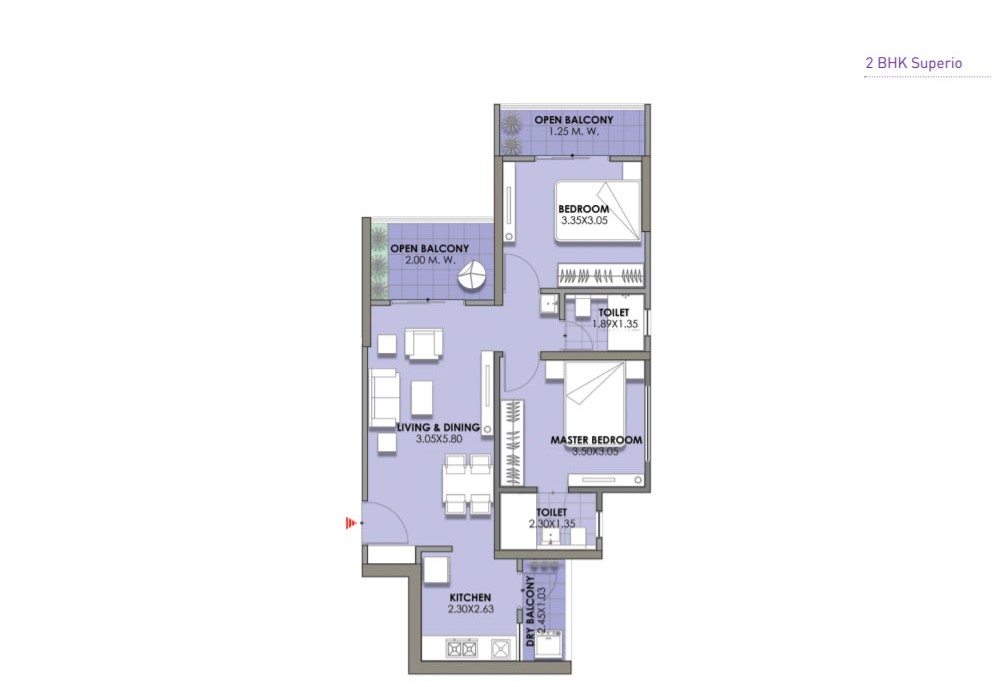 2 BHK Superio
OPEN BALCONY
1.25 M. W.
BEDROOM
3.35X3.05
OPEN BALCONY
2.00 M. W.
TOILET
1.89X1.35
LIVING & DINING
3.05X5.80
MASTER BEDROOM
3.50X3.05
TOILET
2.30X1.35
KITCHEN
2.30X2.63
DRY BALCONY
2.45X1.03